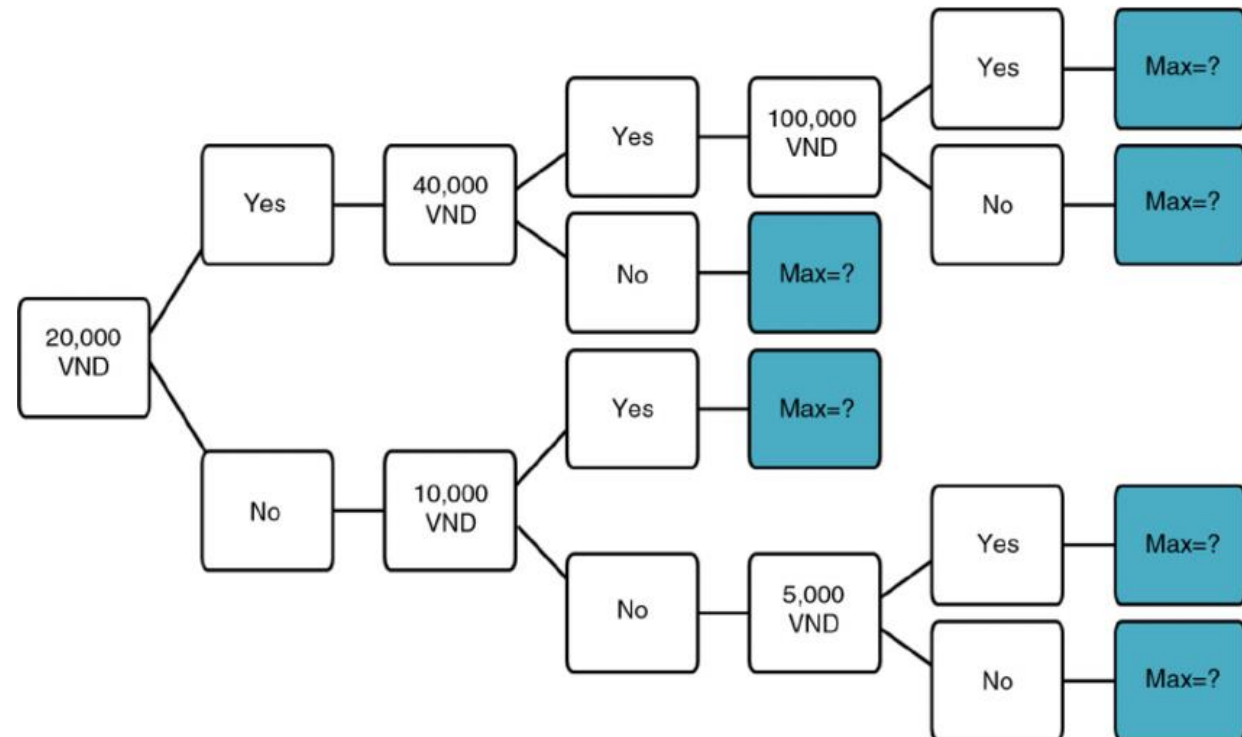 20,000
VND
Yes
40,000
VND
Yes
100,000
VND
Yes
Max=?
No
Max=?
No
Max=?
No
10,000
VND
Yes
Max=?
No
5,000
VND
Yes
Max=?
No
Max=?